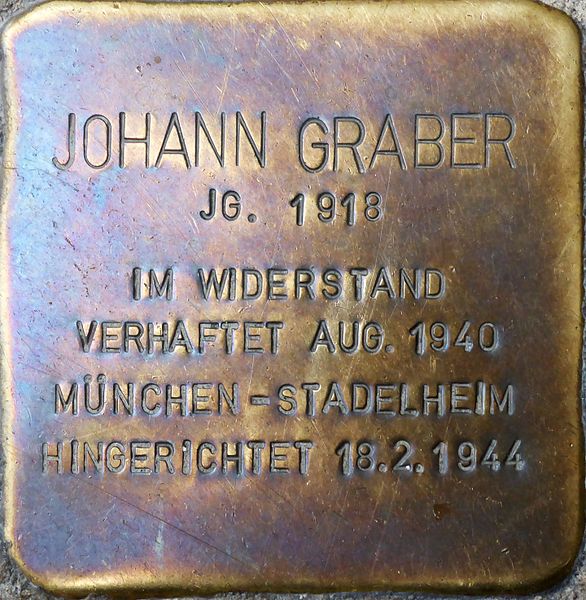 JOHANN GRABER
JG. 1918
IM WIDERSTAND
VERHAFTET AUG. 1940
MÜNCHEN-STADELHEIM
HINGERICHTET 18.2.1944